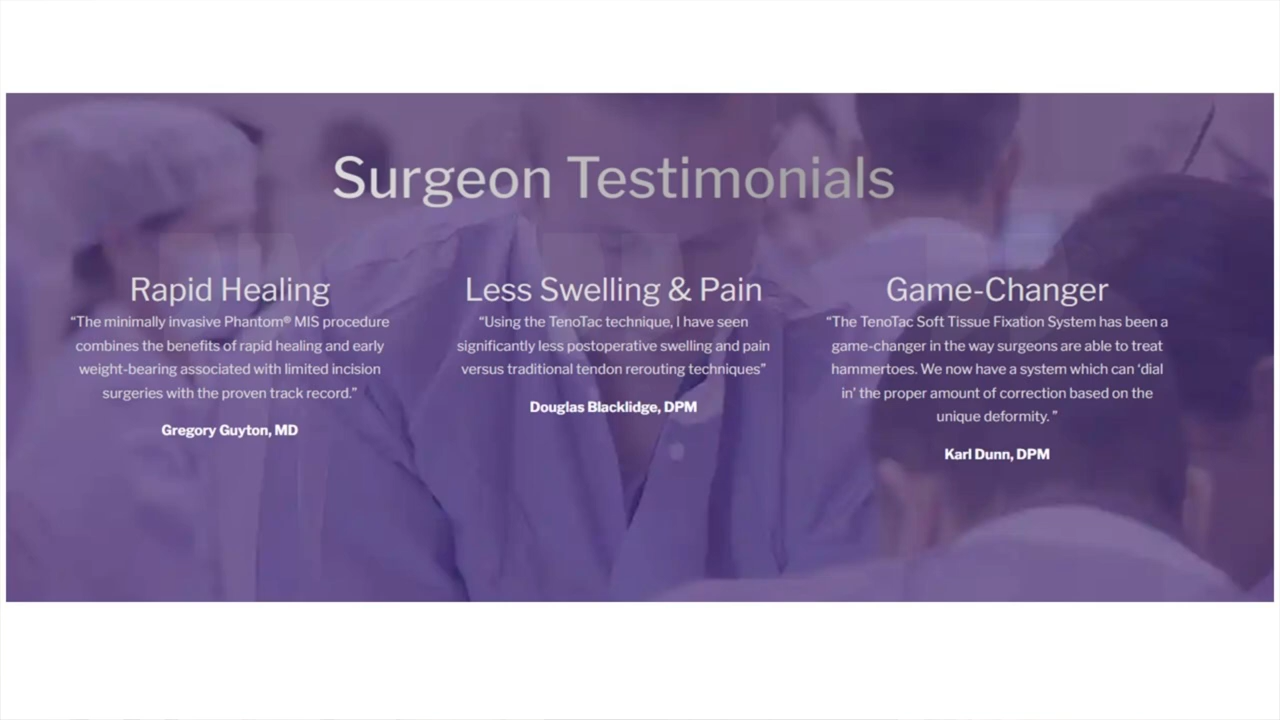 Surgeon Testimonials
Rapid Healing
“The minimally invasive Phantom® MIS procedure
combines the benefits of rapid healing and early
weight-bearing associated with limited incision
surgeries with the proven track record.”
Gregory Guyton, MD
Less Swelling & Pain
“Using the TenoTac technique, I have seen
significantly less postoperative swelling and pain
versus traditional tendon rerouting techniques”
Douglas Blacklidge, DPM
Game-Changer
“The TenoTac Soft Tissue Fixation System has been a
game-changer in the way surgeons are able to treat
hammertoes. We now have a system which can ‘dial
in’ the proper amount of correction based on the
unique deformity. ”
Karl Dunn, DPM